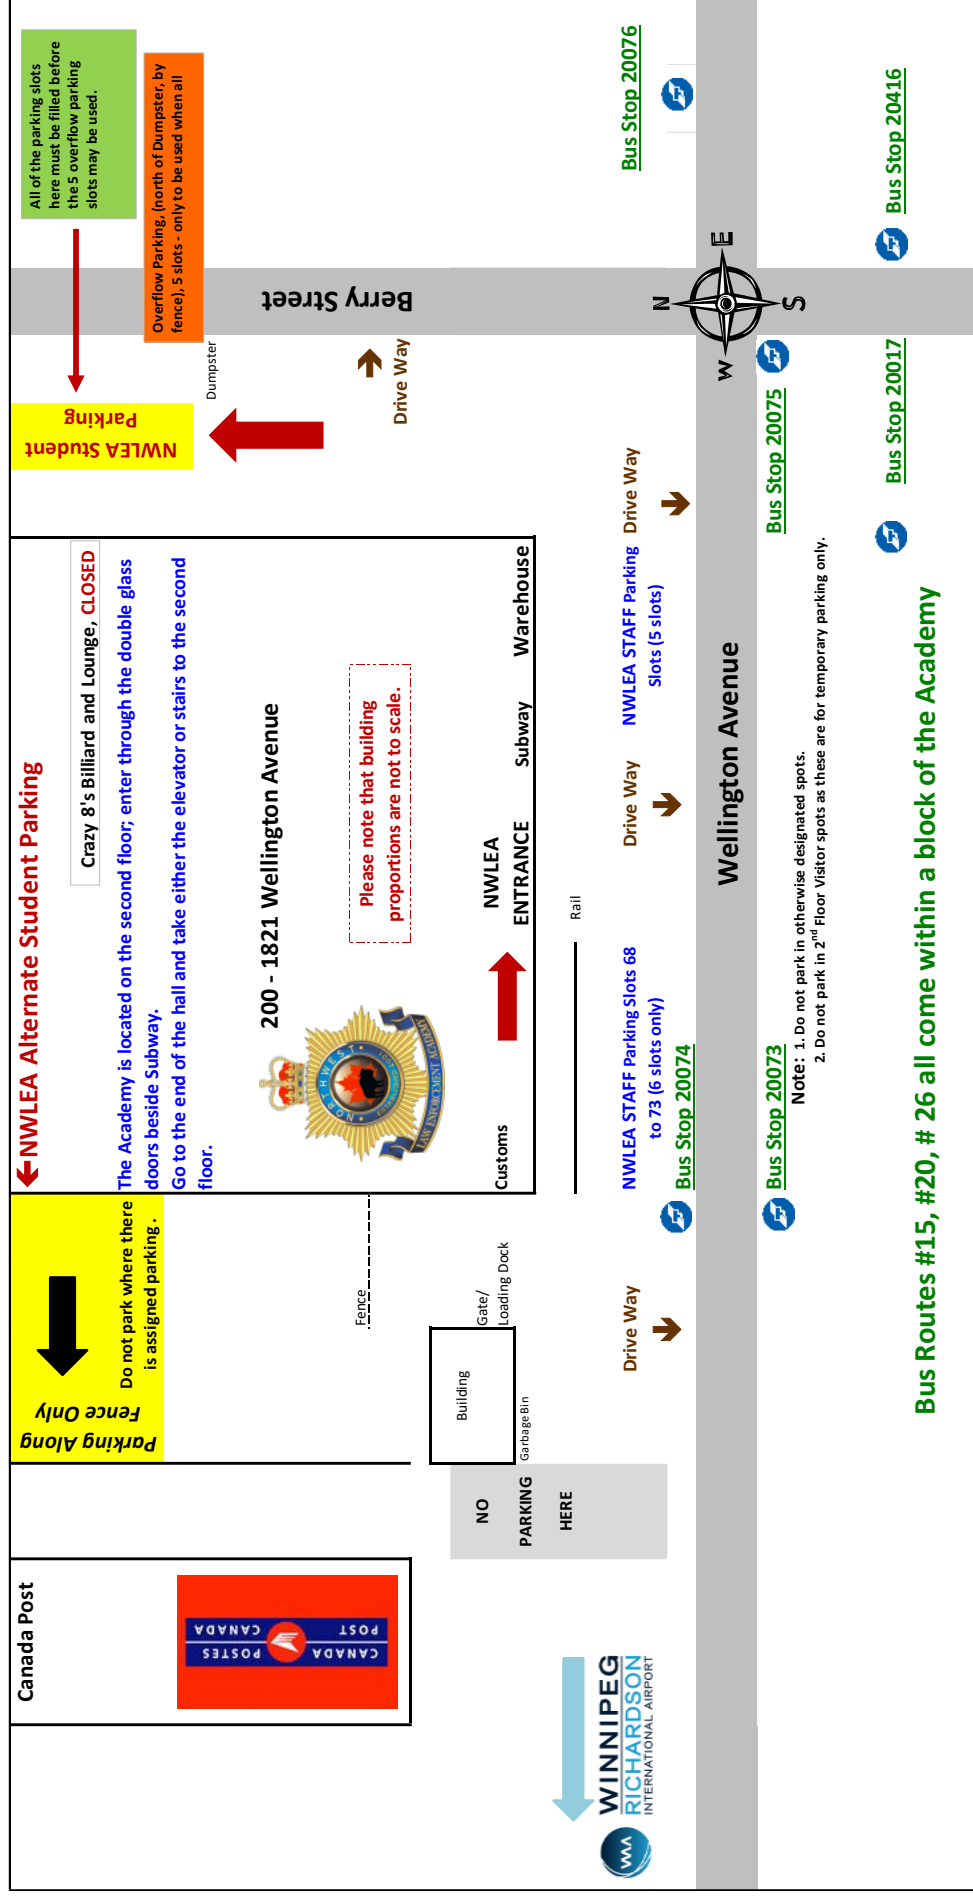 Canada Post
CANADA POST
POSTES CANADA
Parking Along
Fence Only
Do not park where there
is assigned parking .
NWLEA Alternate Student Parking
Crazy 8's Billiard and Lounge, CLOSED
The Academy is located on the second floor; enter through the double glass
doors beside Subway.
Go to the end of the hall and take either the elevator or stairs to the second
floor.
200 - 1821 Wellington Avenue
NORTHWEST
LAW ENFORCEMENT ACADEMY
Please note that building
proportions are not to scale.
Customs
NWLEA
ENTRANCE
Subway
Warehouse
NWLEA Student
Parking
All of the parking slots
here must be filled before
the 5 overflow parking
slots may be used.
Overflow Parking, (north of Dumpster, by
fence), 5 slots - only to be used when all
Dumpster
Berry Street
Drive Way
Fence
Building
Gate/
Loading Dock
Garbage Bin
NO
PARKING
HERE
Rail
WINNIPEG
RICHARDSON
INTERNATIONAL AIRPORT
Drive Way
NWLEA STAFF Parking Slots 68
to 73 (6 slots only)
Drive Way
NWLEA STAFF Parking
Slots (5 slots)
Drive Way
Bus Stop 20074
Bus Stop 20076
Wellington Avenue
N
W
E
S
Bus Stop 20073
Bus Stop 20075
Note: 1. Do not park in otherwise designated spots.
2. Do not park in 2nd Floor Visitor spots as these are for temporary parking only.
Bus Stop 20017
Bus Stop 20416
Bus Routes #15, #20, # 26 all come within a block of the Academy